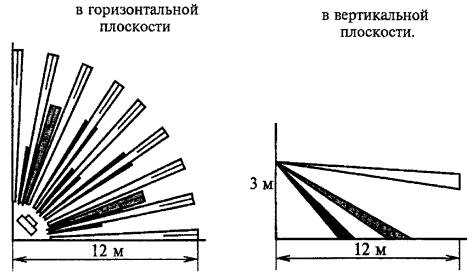 в горизонтальной
плоскости
в вертикальной
плоскости.
3 м
12 м
12 м